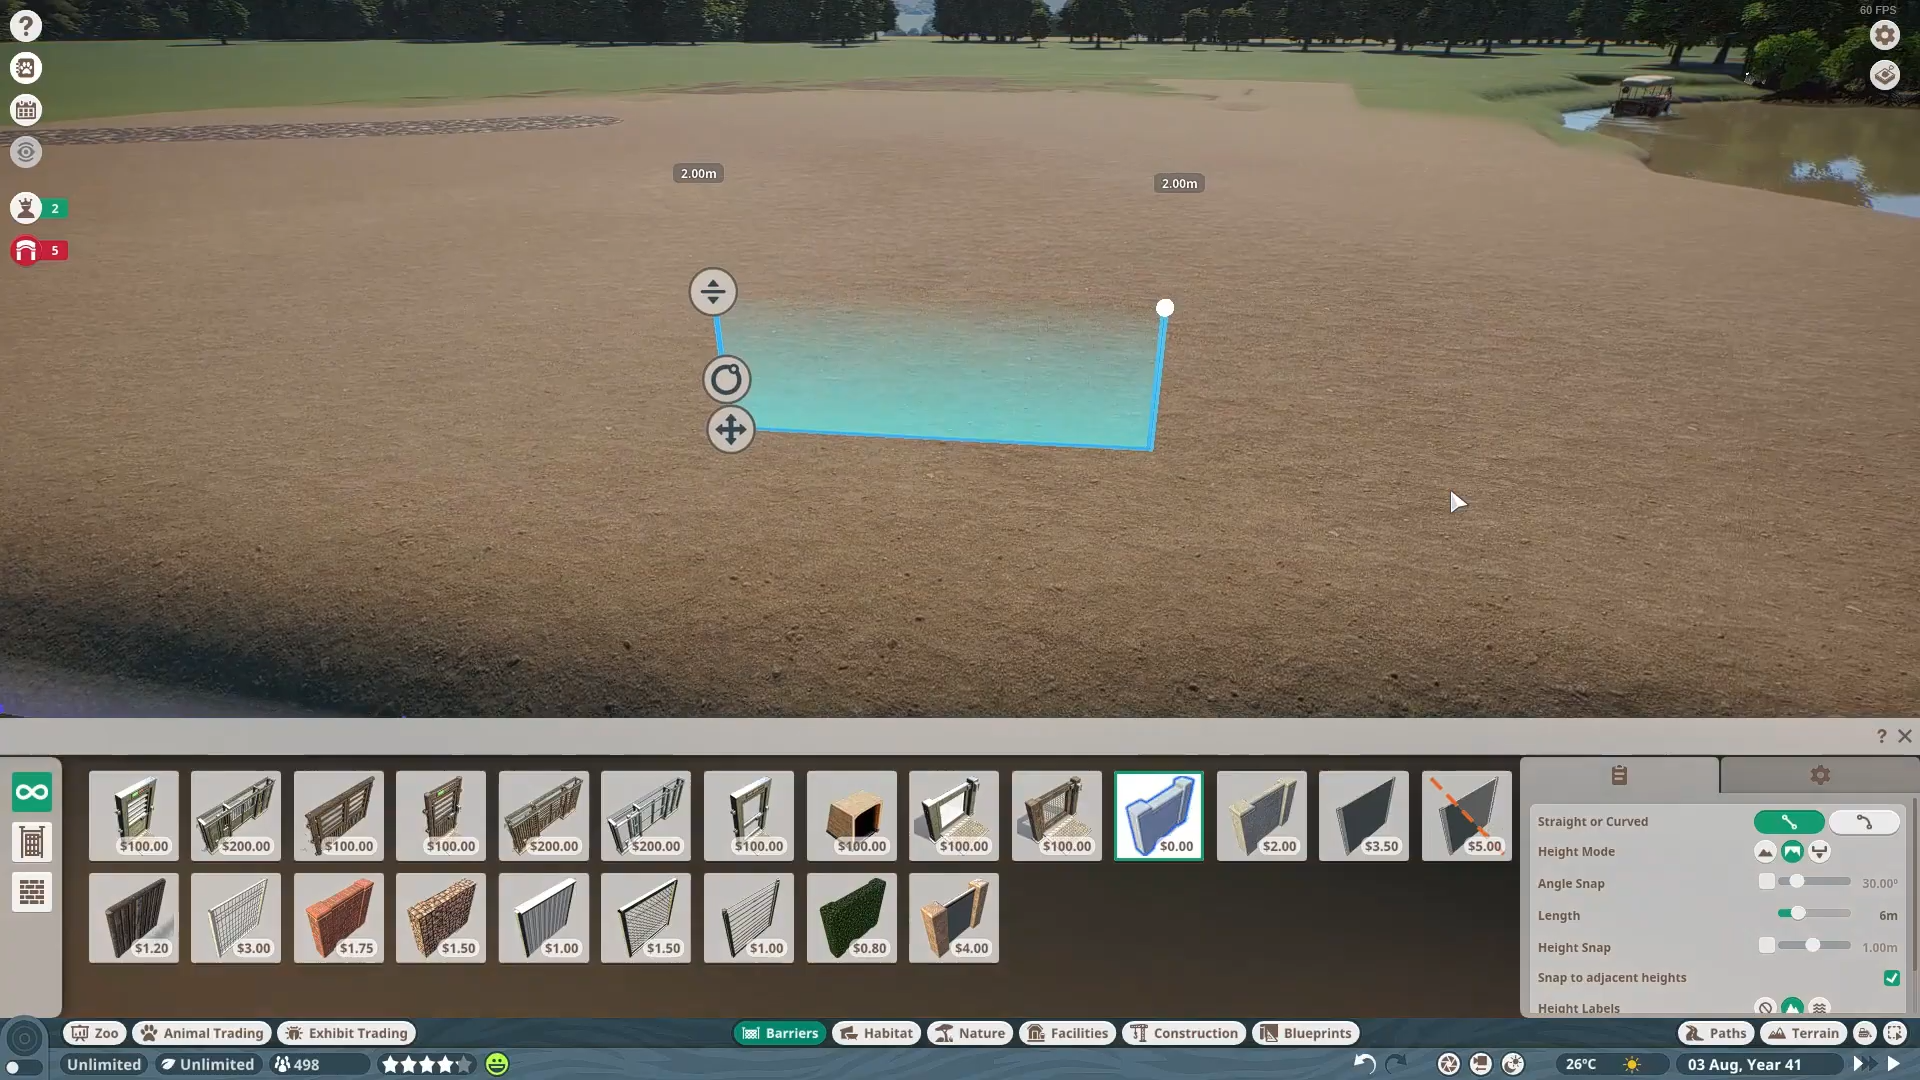 60 FPS
?
2
5
2.00m
2.00m
?
$100.00 $200.00 $100.00 $100.00 $200.00 $200.00 $100.00 $100.00 $100.00 $100.00 $0.00 $2.00 $3.50 $5.00
$1.20 $3.00 $1.75 $1.50 $1.00 $1.50 $1.00 $0.80 $4.00
Straight or Curved
Height Mode
Angle Snap 30.00º
Length 6m
Height Snap 1.00m
Snap to adjacent heights
Height Labels
Zoo Animal Trading Exhibit Trading Barriers Habitat Nature Facilities Construction Blueprints Paths Terrain
Unlimited Unlimited 498 26°C 03 Aug, Year 41